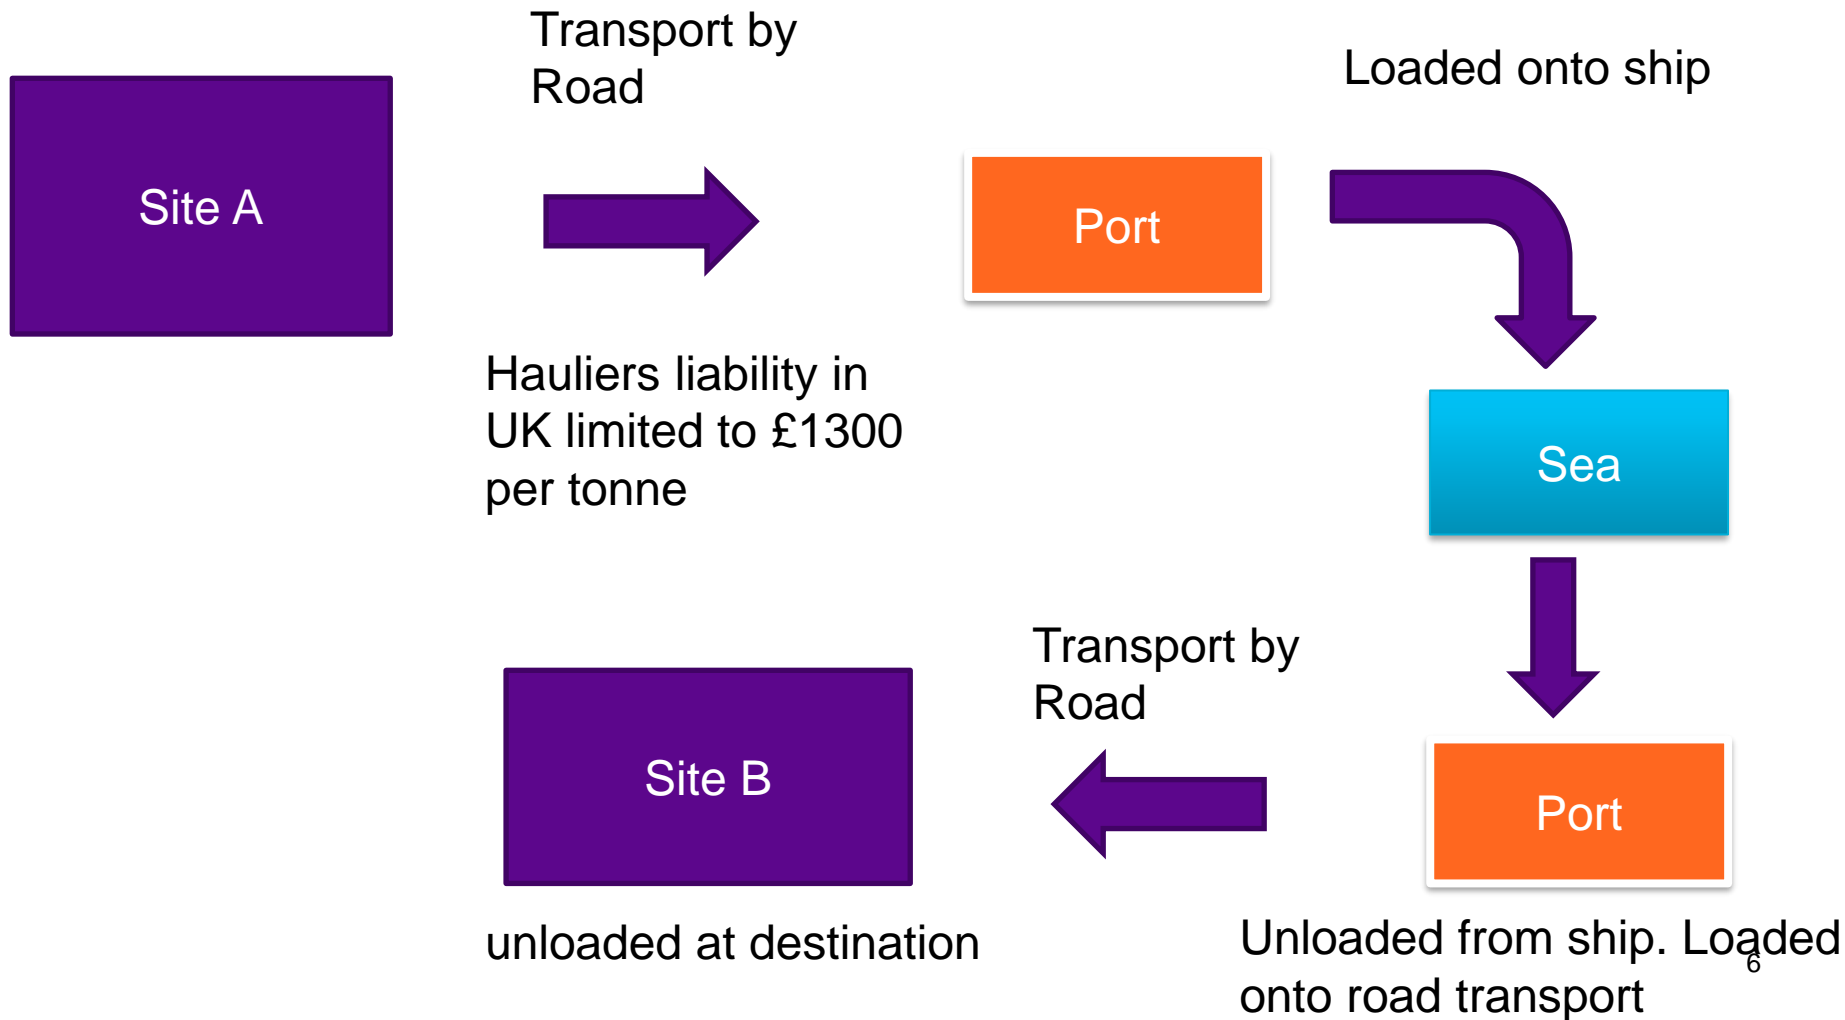 Transport by
Road
Loaded onto ship
Site A
Port
Hauliers liability in
UK limited to £1300
per tonne
Sea
Transport by
Road
Site B
Port
unloaded at destination
Unloaded from ship. Loaded
onto road transport
6